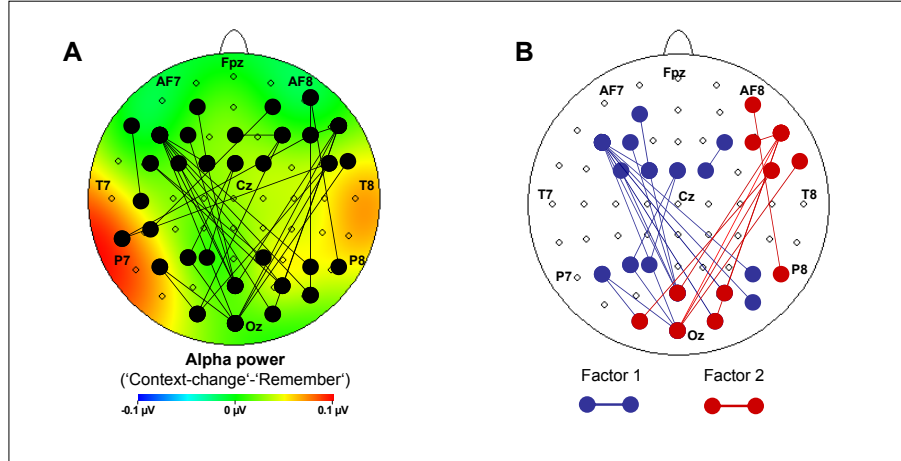 A
B
Fpz
AF7
AF8
Cz
T7
T8
P7
P8
Oz
Alpha power
(‘Context-change‘-‘Remember‘)
-0.1 µV
0 µV
0.1 µV
Fpz
AF7
AF8
Cz
T7
T8
P7
P8
Oz
Factor 1
Factor 2